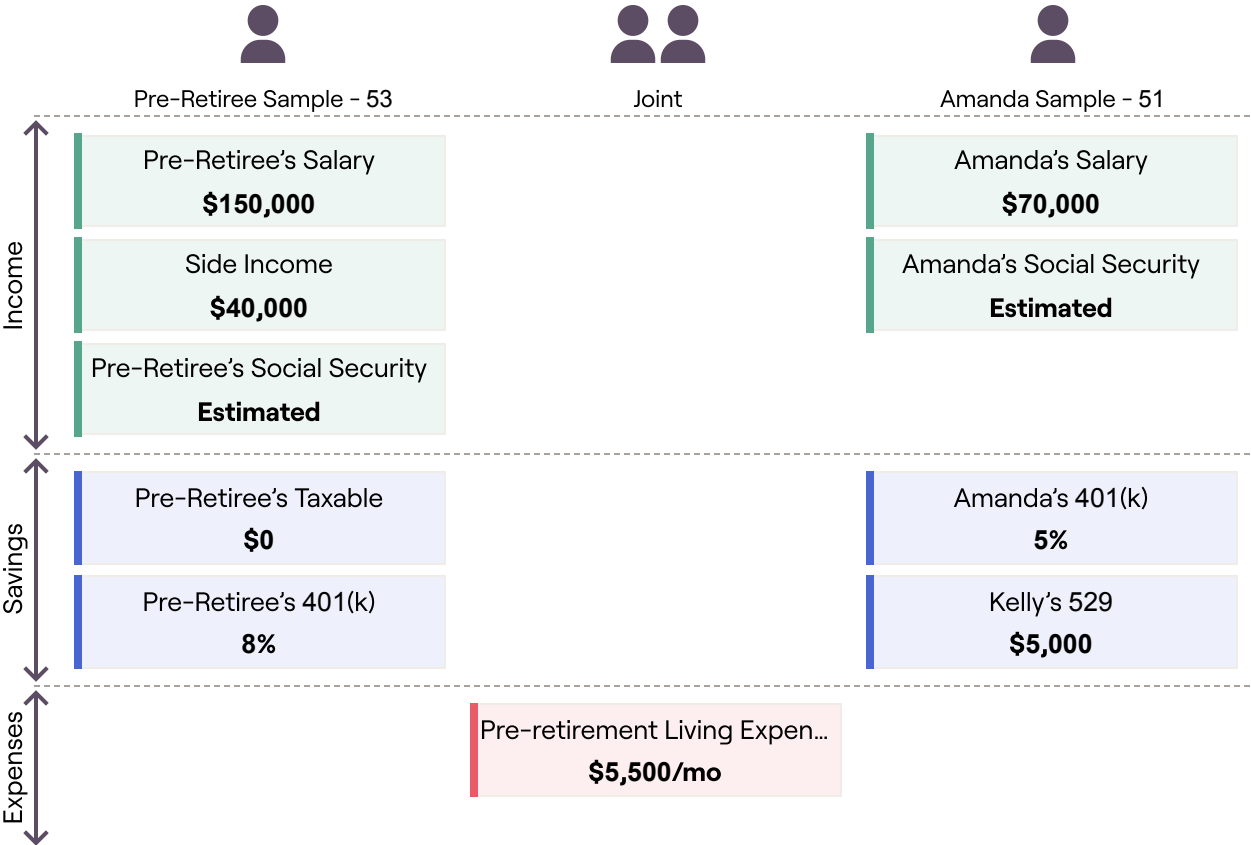 Pre-Retiree Sample - 53
Joint
Amanda Sample - 51
Income
Pre-Retiree’s Salary
$150,000
Side Income
$40,000
Pre-Retiree’s Social Security
Estimated
Amanda’s Salary
$70,000
Amanda’s Social Security
Estimated
Savings
Pre-Retiree’s Taxable
$0
Pre-Retiree’s 401(k)
8%
Amanda’s 401(k)
5%
Kelly’s 529
$5,000
Expenses
Pre-retirement Living Expen...
$5,500/mo